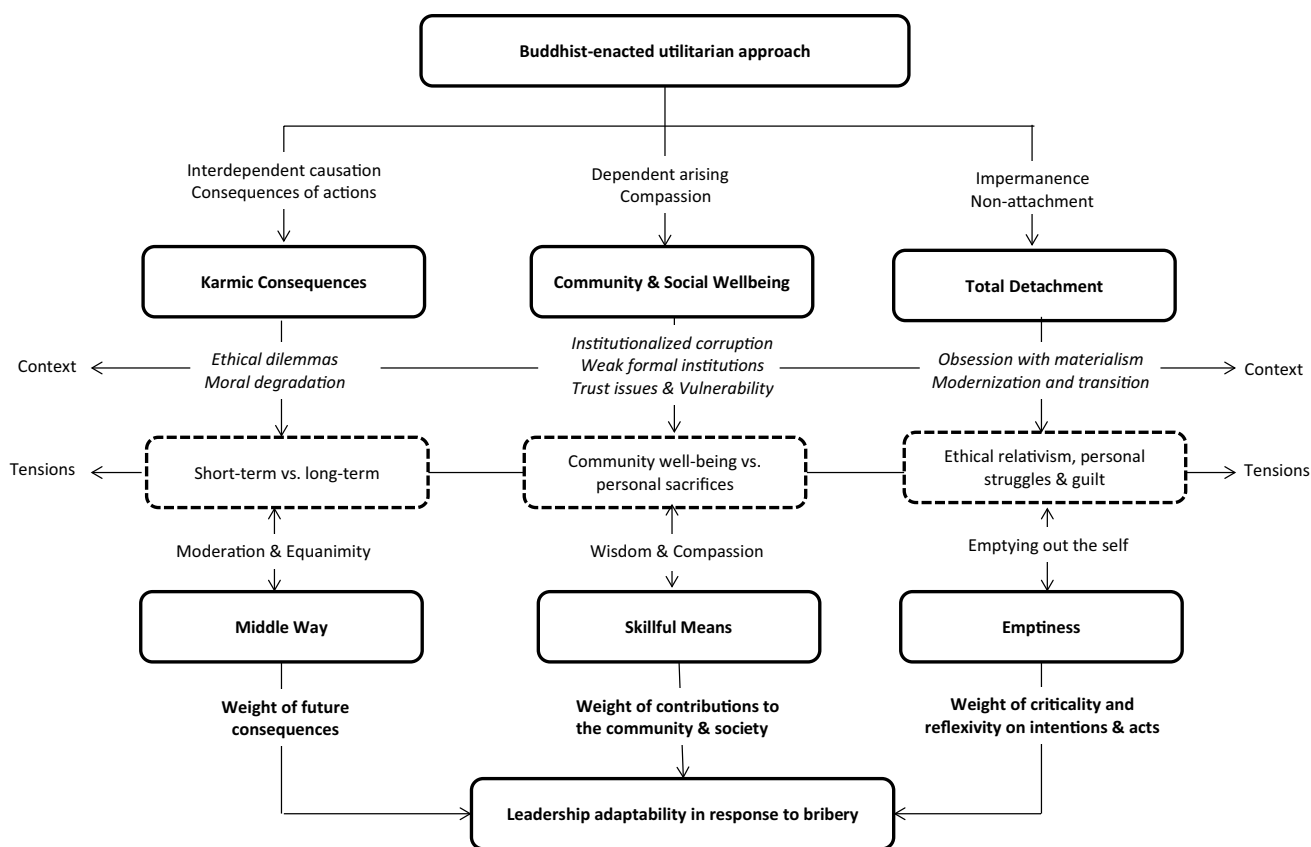 Buddhist-enacted utilitarian approach
Interdependent causation
Consequences of actions
Dependent arising
Compassion
Impermanence
Non-attachment
Karmic Consequences
Community & Social Wellbeing
Total Detachment
Context
Ethical dilemmas
Moral degradation
Institutionalized corruption
Weak formal institutions
Trust issues & Vulnerability
Obsession with materialism
Modernization and transition
Context
Tensions
Short-term vs. long-term
Community well-being vs.
personal sacrifices
Ethical relativism, personal
struggles & guilt
Tensions
Moderation & Equanimity
Wisdom & Compassion
Emptying out the self
Middle Way
Skillful Means
Emptiness
Weight of future
consequences
Weight of contributions to
the community & society
Weight of criticality and
reflexivity on intentions & acts
Leadership adaptability in response to bribery